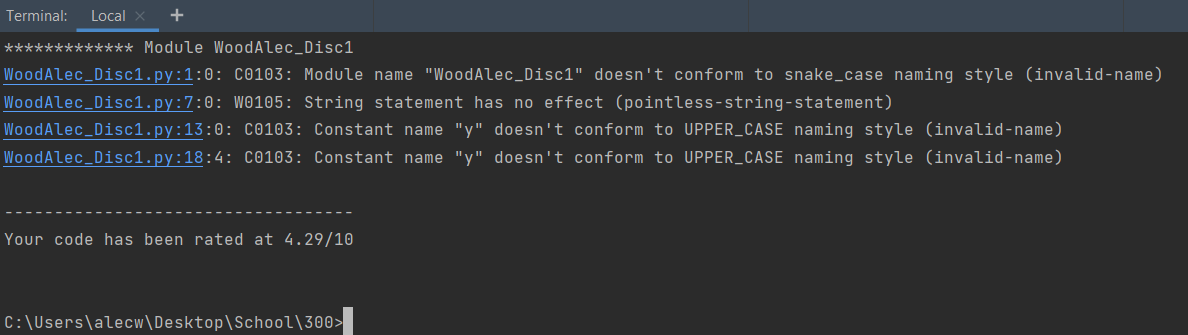 Terminal: Local × +
************* Module WoodAlec_Disc1
WoodAlec_Disc1.py:1:0: C0103: Module name "WoodAlec_Disc1" doesn't conform to snake_case naming style (invalid-name)
WoodAlec_Disc1.py:7:0: W0105: String statement has no effect (pointless-string-statement)
WoodAlec_Disc1.py:13:0: C0103: Constant name "y" doesn't conform to UPPER_CASE naming style (invalid-name)
WoodAlec_Disc1.py:18:4: C0103: Constant name "y" doesn't conform to UPPER_CASE naming style (invalid-name)
-----------------------------------
Your code has been rated at 4.29/10
C:\Users\alecw\Desktop\School\300>